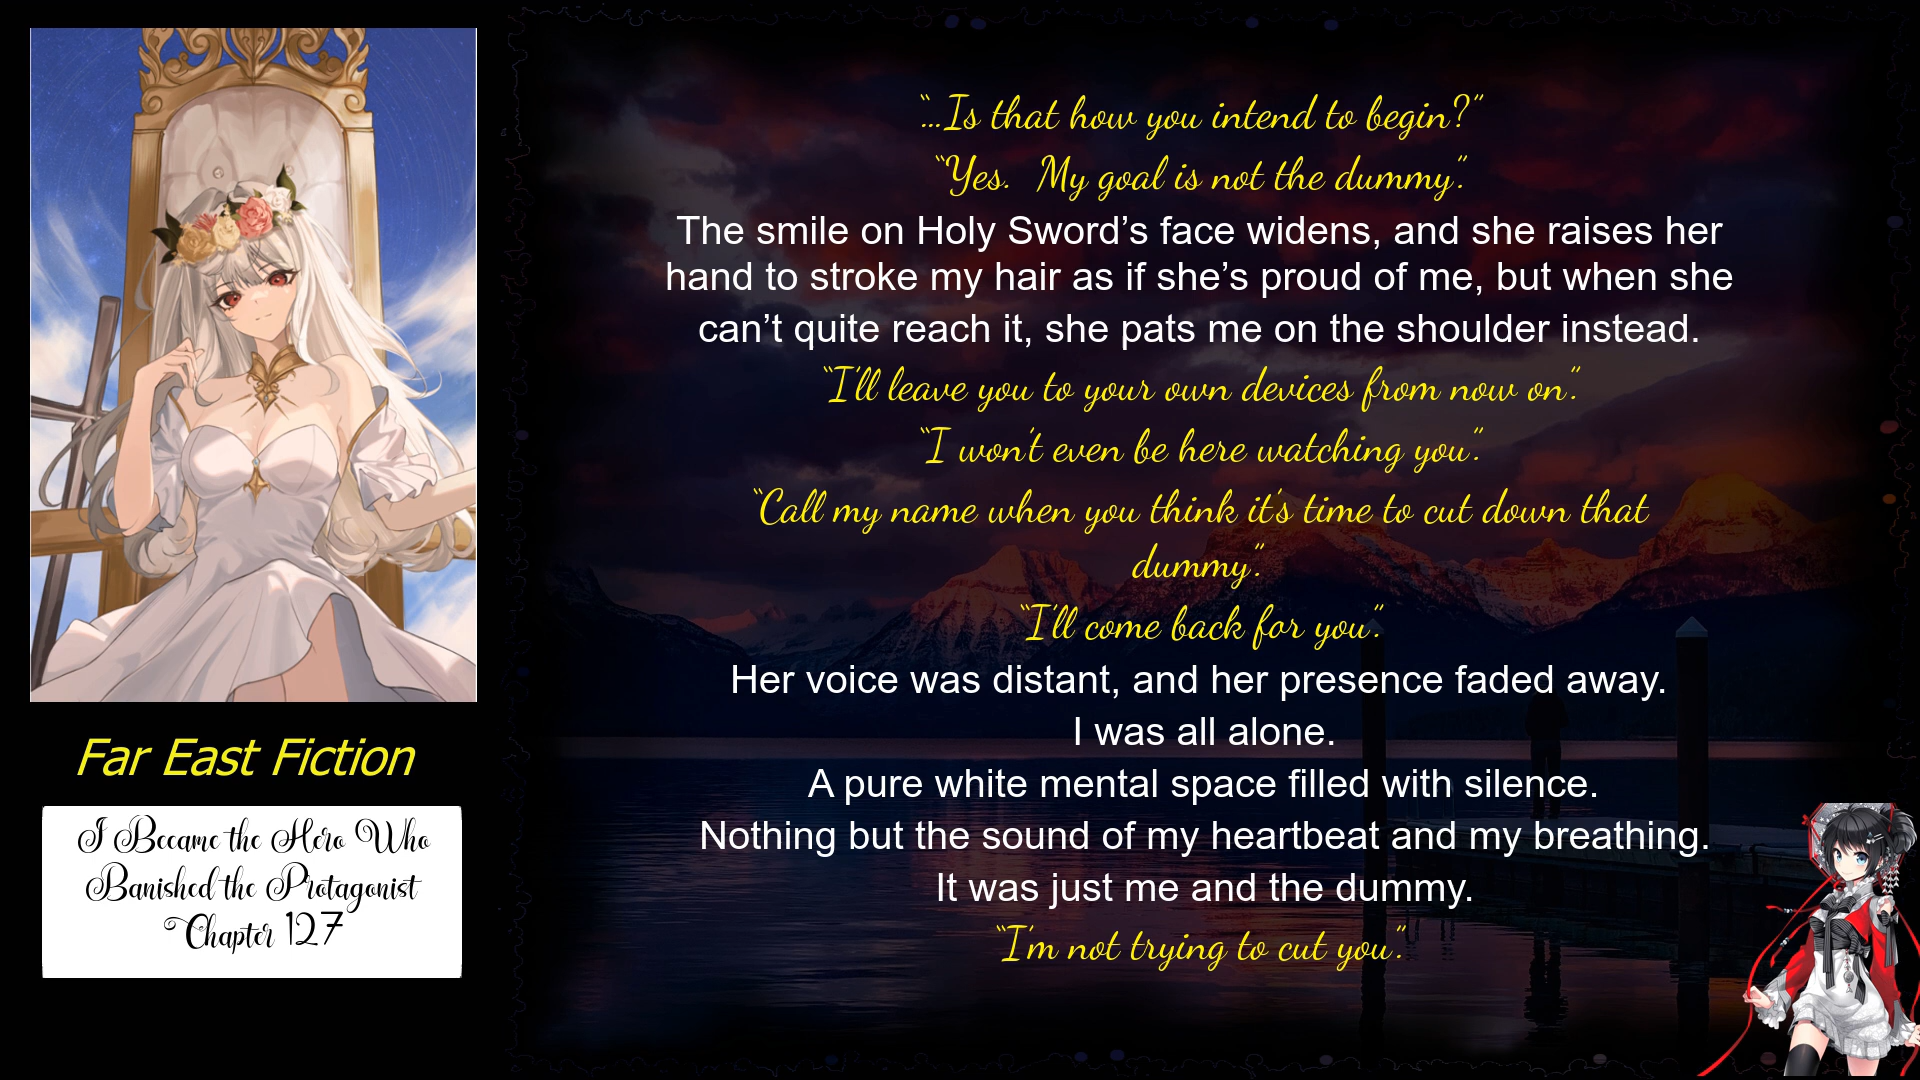 “...Is that how you intend to begin?”
“Yes.  My goal is not the dummy”.
The smile on Holy Sword’s face widens, and she raises her
hand to stroke my hair as if she’s proud of me, but when she
can’t quite reach it, she pats me on the shoulder instead.
“I’ll leave you to your own devices from now on”.
“I won’t even be here watching you”.
“Call my name when you think it’s time to cut down that
dummy”.
“I’ll come back for you”.
Her voice was distant, and her presence faded away.
I was all alone.
A pure white mental space filled with silence.
Nothing but the sound of my heartbeat and my breathing.
It was just me and the dummy.
“I’m not trying to cut you”.
Far East Fiction
I Became the Hero Who
Banished the Protagonist
Chapter 127